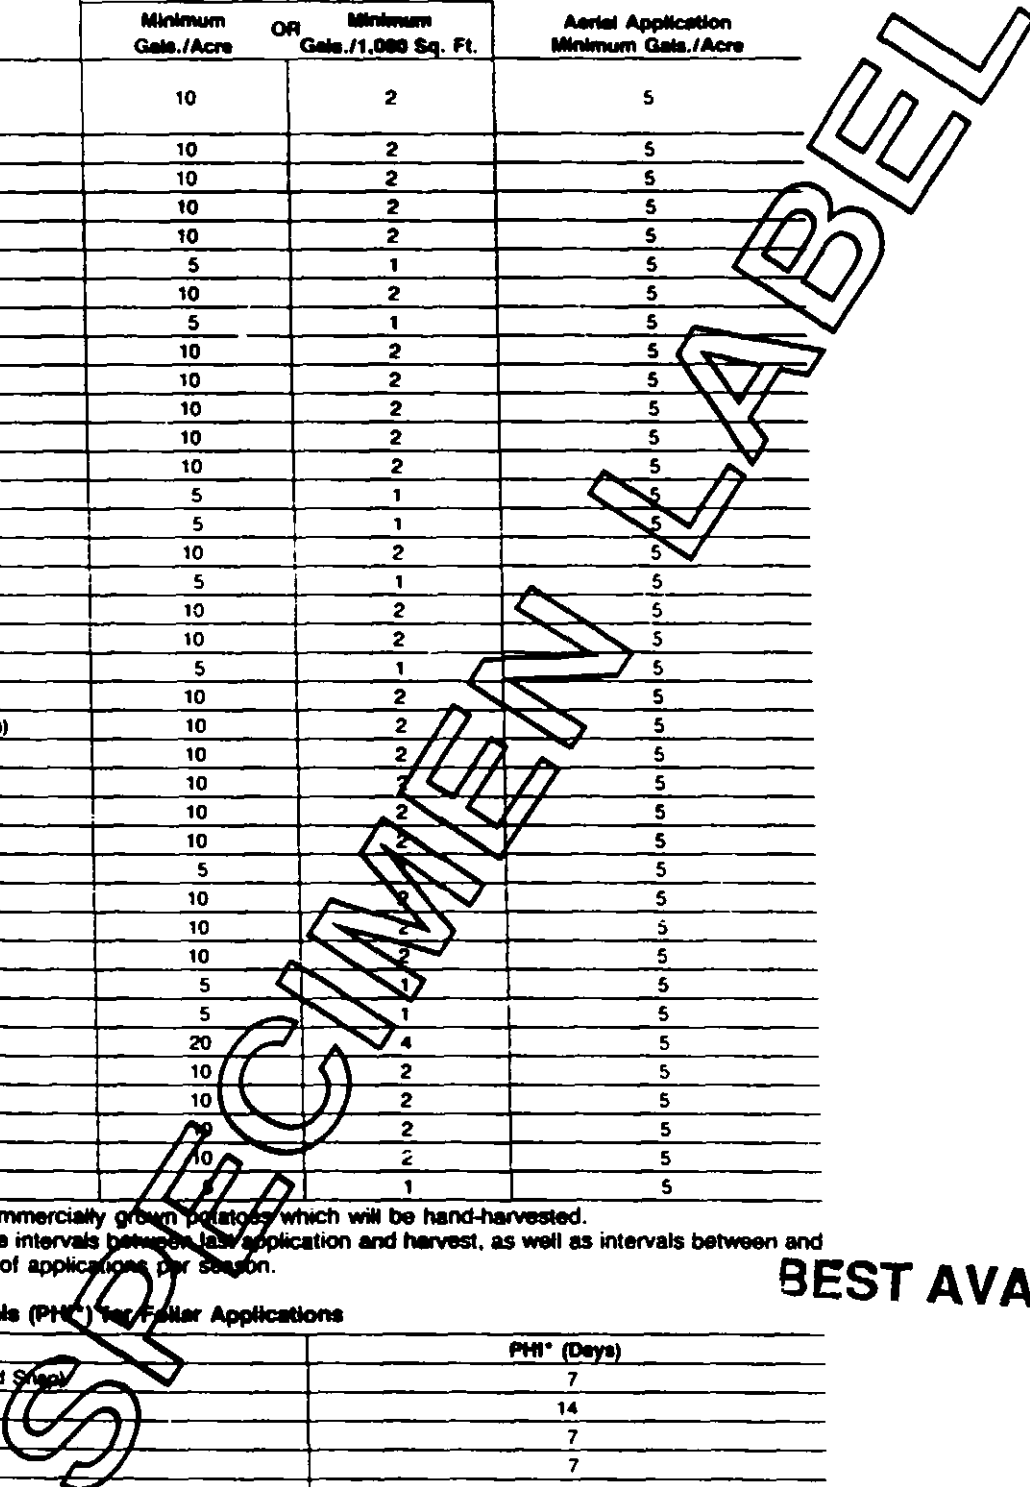 Minimum Gals./Acre OR Minimum Gals./1,000 Sq. Ft. Aerial Application Minimum Gals./Acre
10 2 5
10 2 5
10 2 5
10 2 5
10 2 5
5 1 5
10 2 5
5 1 5
10 2 5
10 2 5
10 2 5
10 2 5
10 2 5
5 1 5
5 1 5
10 2 5
5 1 5
10 2 5
10 2 5
5 1 5
10 2 5
10 2 5
10 2 5
10 2 5
10 2 5
10 2 5
5 5
10 2 5
10 2 5
10 2 5
5 1 5
5 1 5
20 4 5
10 2 5
10 2 5
2 5
10 2 5
1 5
mmercially grown potatoes which will be hand-harvested.
e intervals between last application and harvest, as well as intervals between and
of applications per season.
ls (PHI*) for Foliar Applications
PHI* (Days)
d Snap) 7
14
7
7
SPECIMEN LABEL
BEST AVA